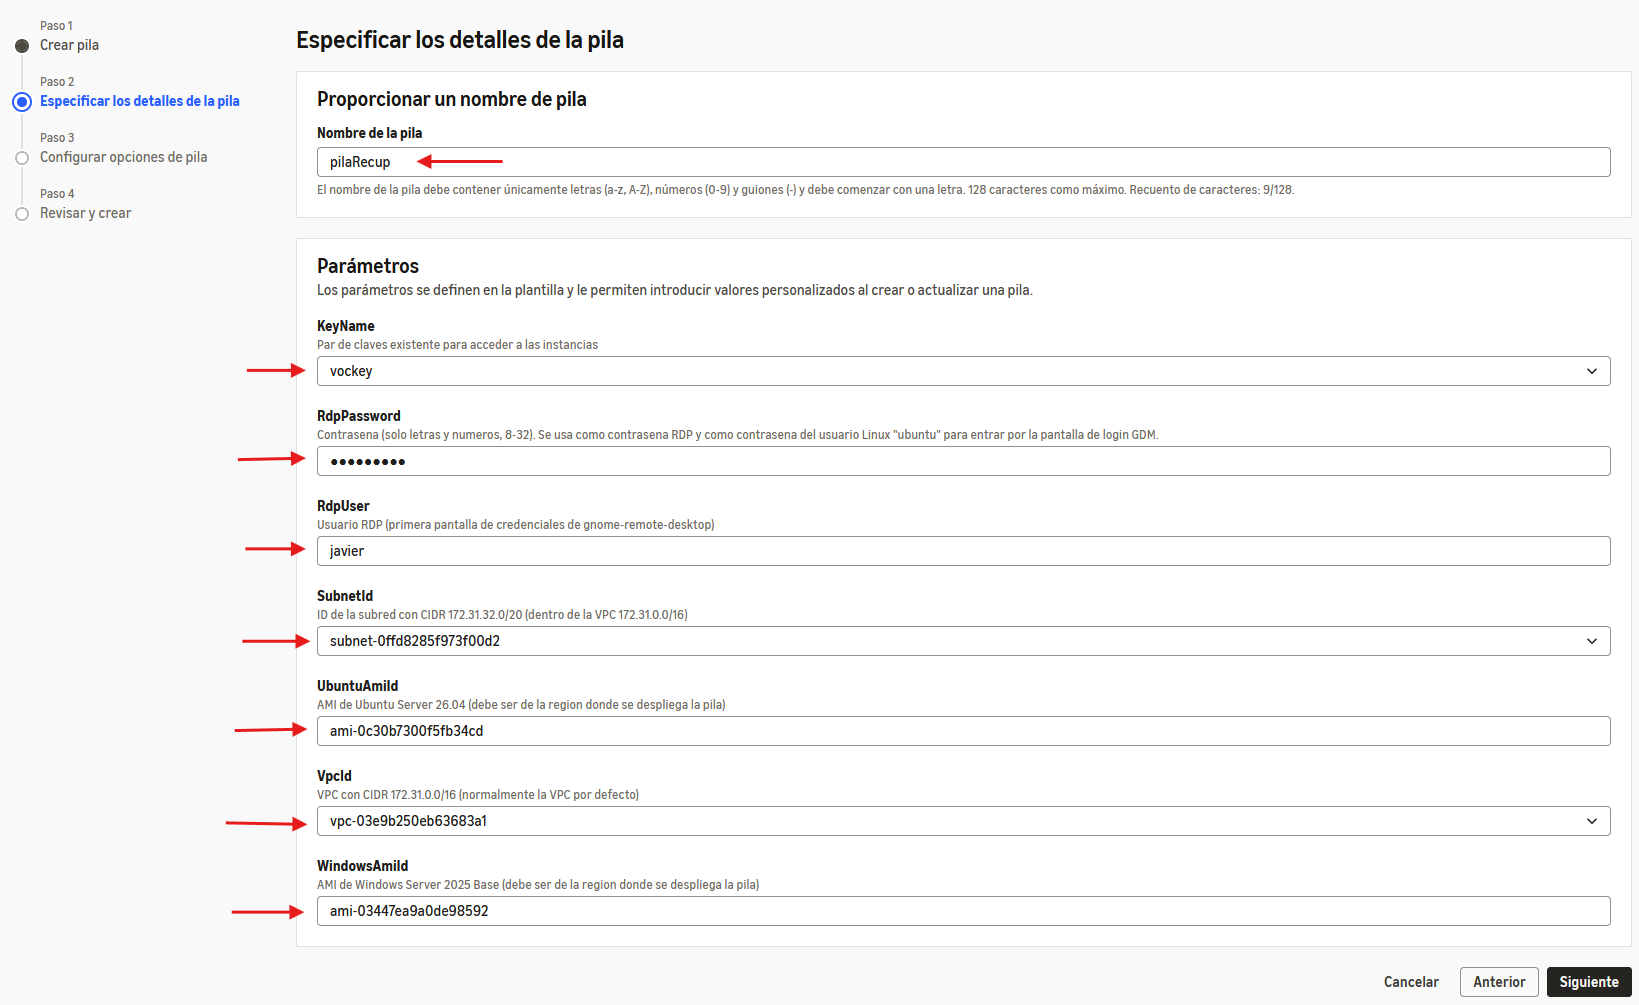 Paso 1
Crear pila
Paso 2
Especificar los detalles de la pila
Paso 3
Configurar opciones de pila
Paso 4
Revisar y crear
Especificar los detalles de la pila
Proporcionar un nombre de pila
Nombre de la pila
pilaRecup
El nombre de la pila debe contener únicamente letras (a-z, A-Z), números (0-9) y guiones (-) y debe comenzar con una letra. 128 caracteres como máximo. Recuento de caracteres: 9/128.
Parámetros
Los parámetros se definen en la plantilla y le permiten introducir valores personalizados al crear o actualizar una pila.
KeyName
Par de claves existente para acceder a las instancias
vockey
RdpPassword
Contrasena (solo letras y numeros, 8-32). Se usa como contrasena RDP y como contrasena del usuario Linux "ubuntu" para entrar por la pantalla de login GDM.
•••••••••
RdpUser
Usuario RDP (primera pantalla de credenciales de gnome-remote-desktop)
javier
SubnetId
ID de la subred con CIDR 172.31.32.0/20 (dentro de la VPC 172.31.0.0/16)
subnet-0ffd8285f973f00d2
UbuntuAmiId
AMI de Ubuntu Server 26.04 (debe ser de la region donde se despliega la pila)
ami-0c30b7300f5fb34cd
VpcId
VPC con CIDR 172.31.0.0/16 (normalmente la VPC por defecto)
vpc-03e9b250eb63683a1
WindowsAmiId
AMI de Windows Server 2025 Base (debe ser de la region donde se despliega la pila)
ami-03447ea9a0de98592
Cancelar
Anterior
Siguiente